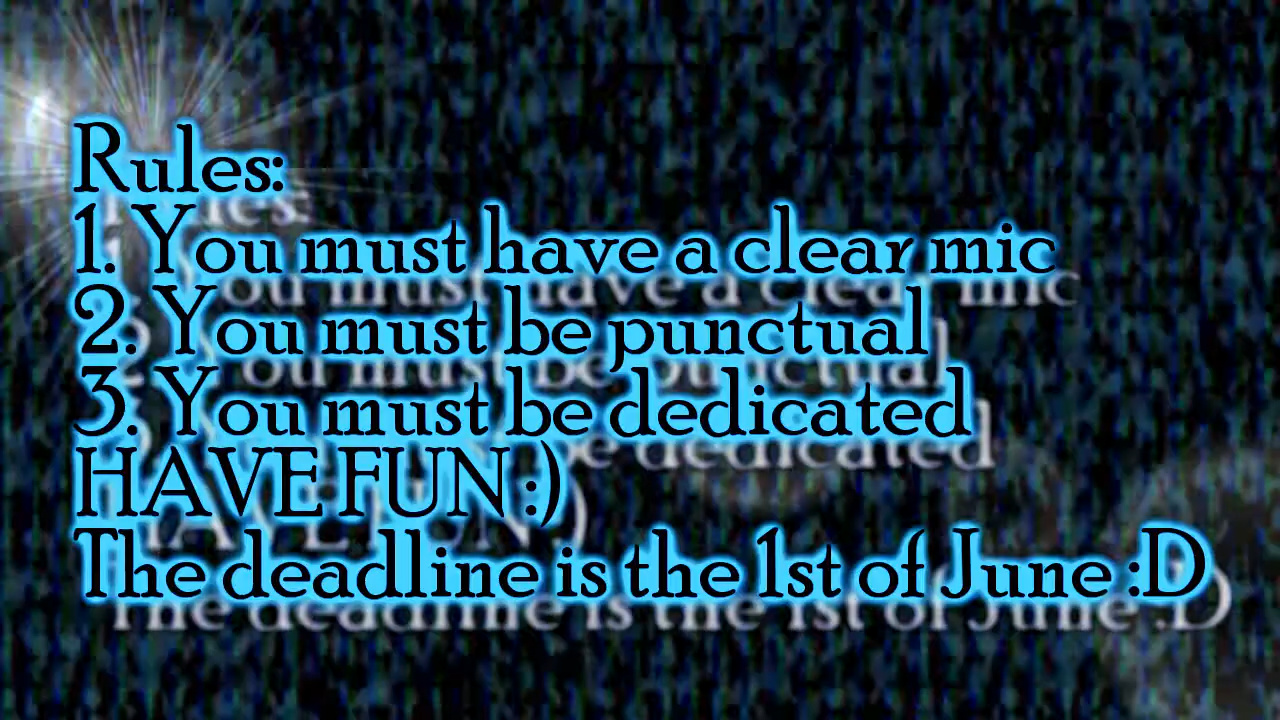 Rules:
1. You must have a clear mic
2. You must be punctual
3. You must be dedicated
HAVE FUN :)
The deadline is the 1st of June :D